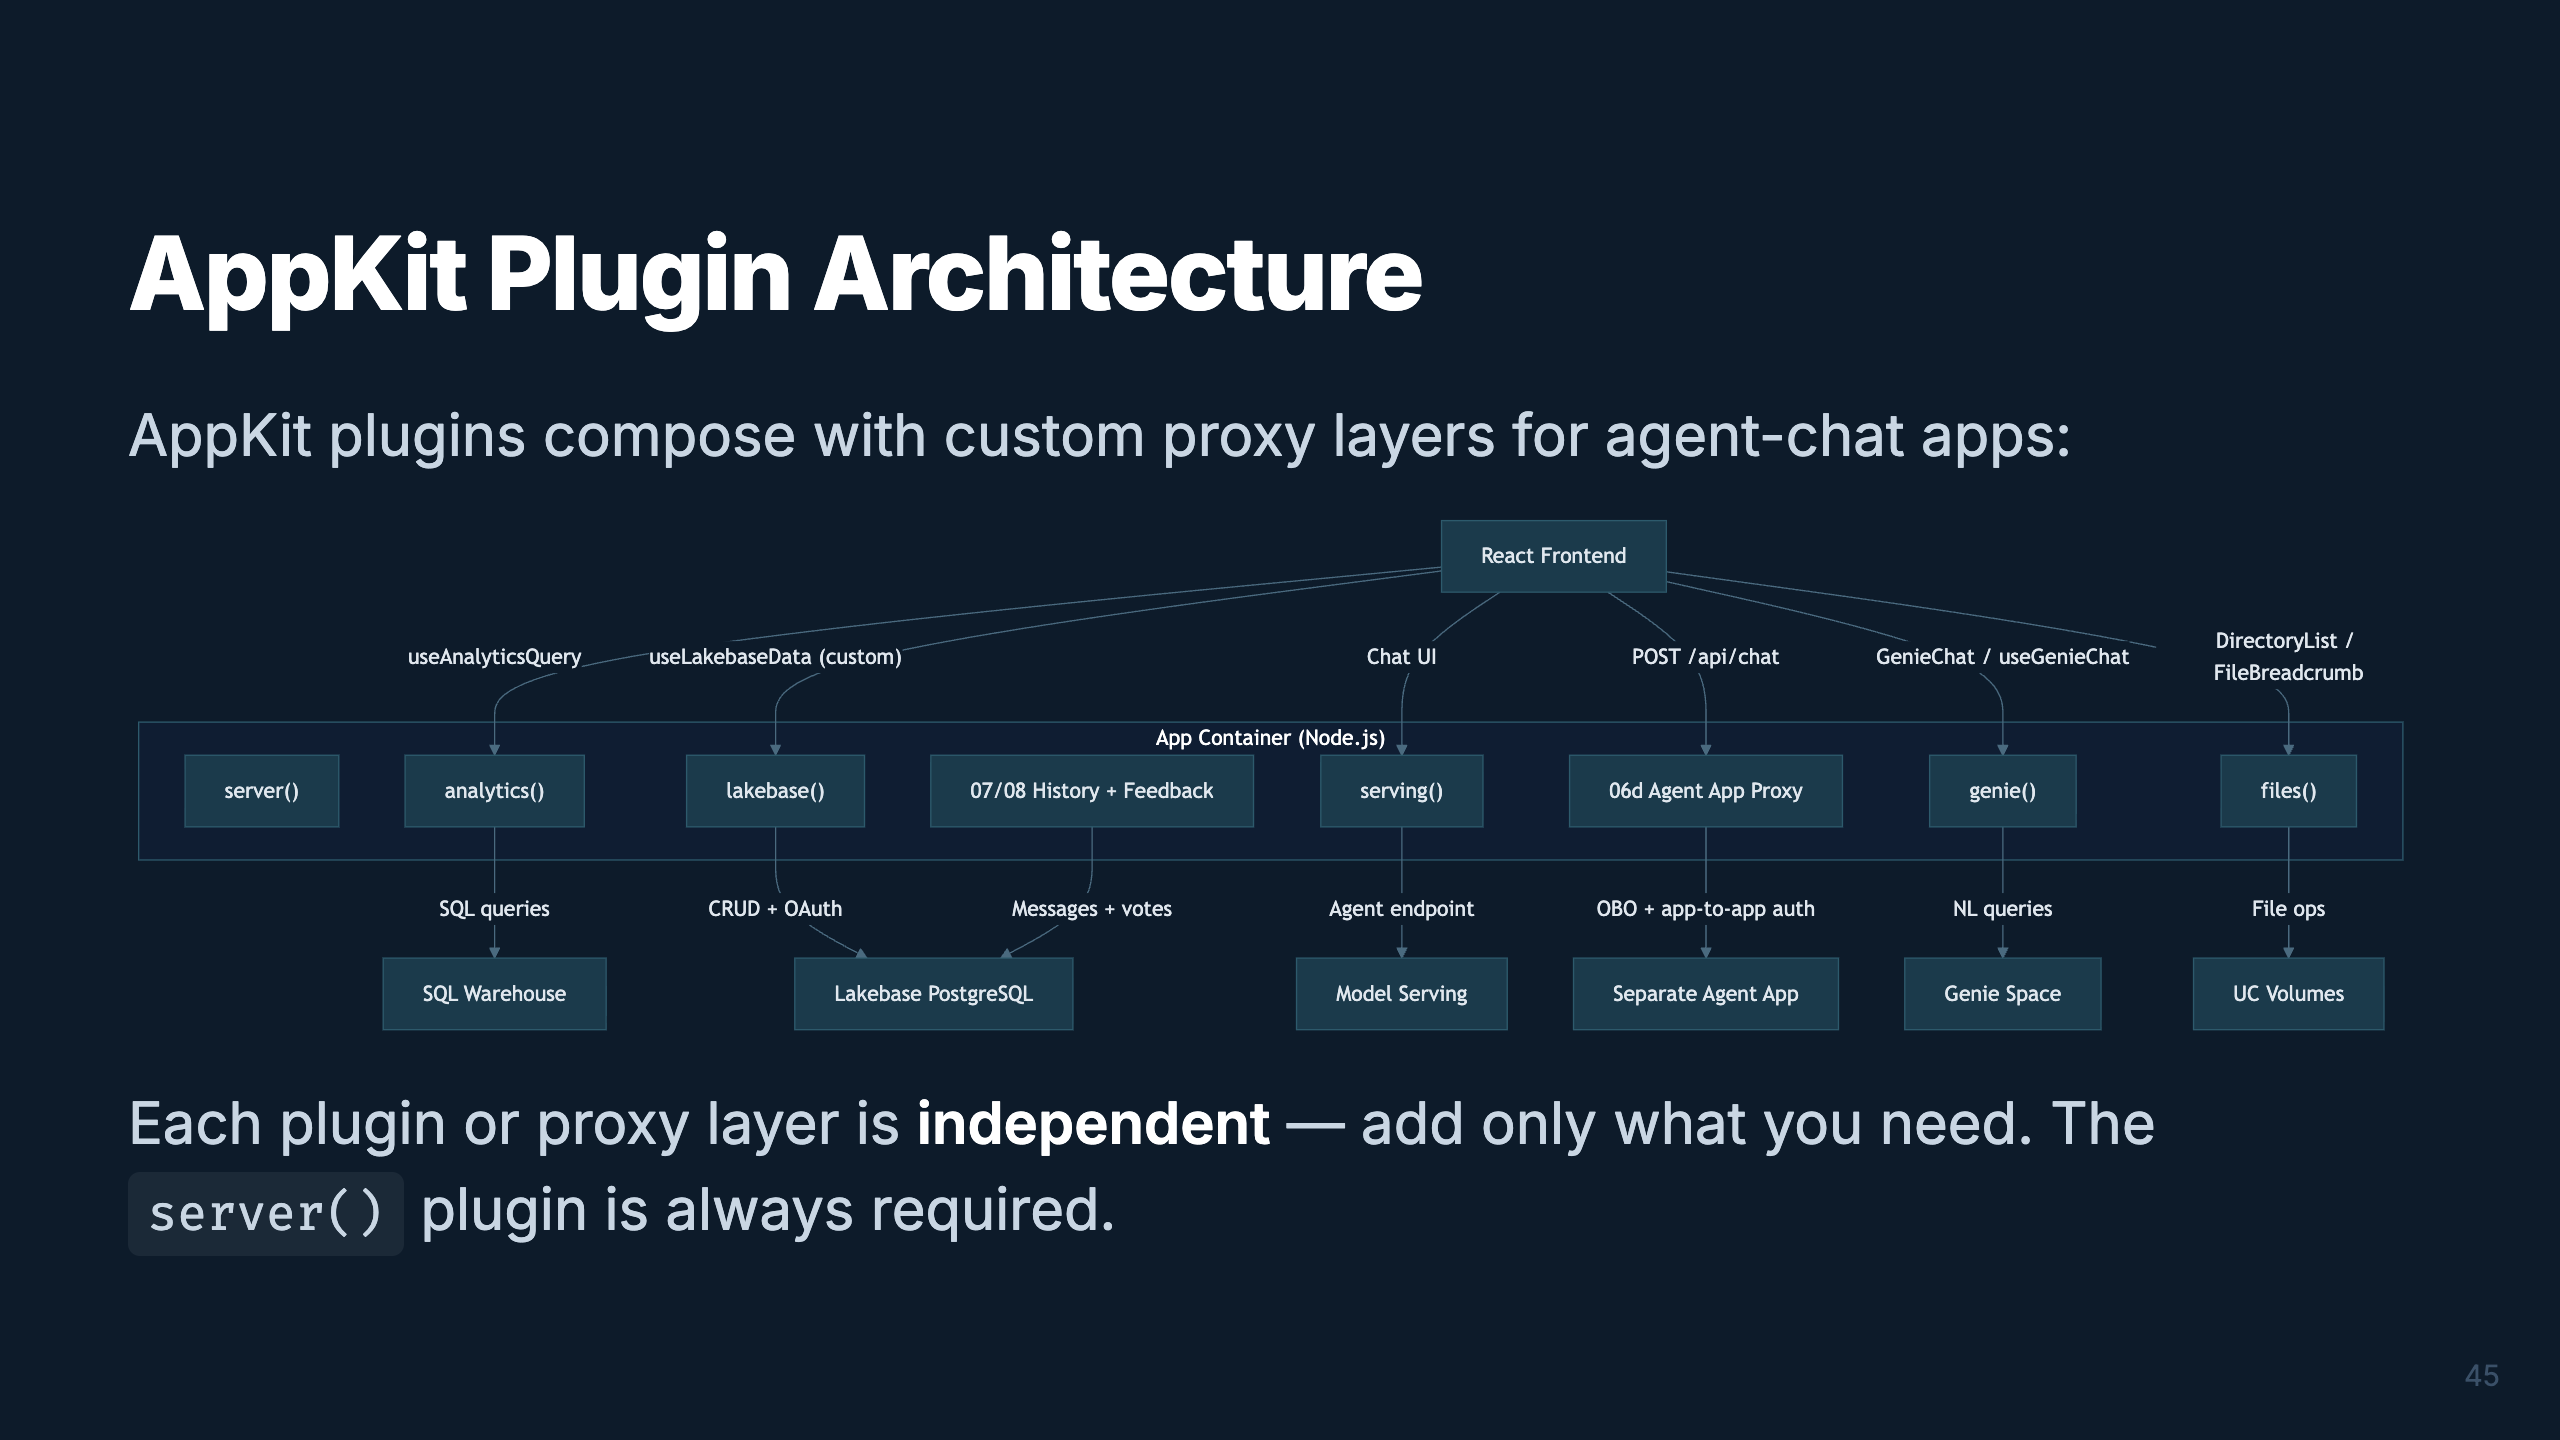 AppKit Plugin Architecture
AppKit plugins compose with custom proxy layers for agent-chat apps:
React Frontend
useAnalyticsQuery
useLakebaseData (custom)
Chat UI
POST /api/chat
GenieChat / useGenieChat
DirectoryList /
FileBreadcrumb
App Container (Node.js)
server()
analytics()
lakebase()
07/08 History + Feedback
serving()
06d Agent App Proxy
genie()
files()
SQL queries
CRUD + OAuth
Messages + votes
Agent endpoint
OBO + app-to-app auth
NL queries
File ops
SQL Warehouse
Lakebase PostgreSQL
Model Serving
Separate Agent App
Genie Space
UC Volumes
Each plugin or proxy layer is independent — add only what you need. The
server() plugin is always required.
45